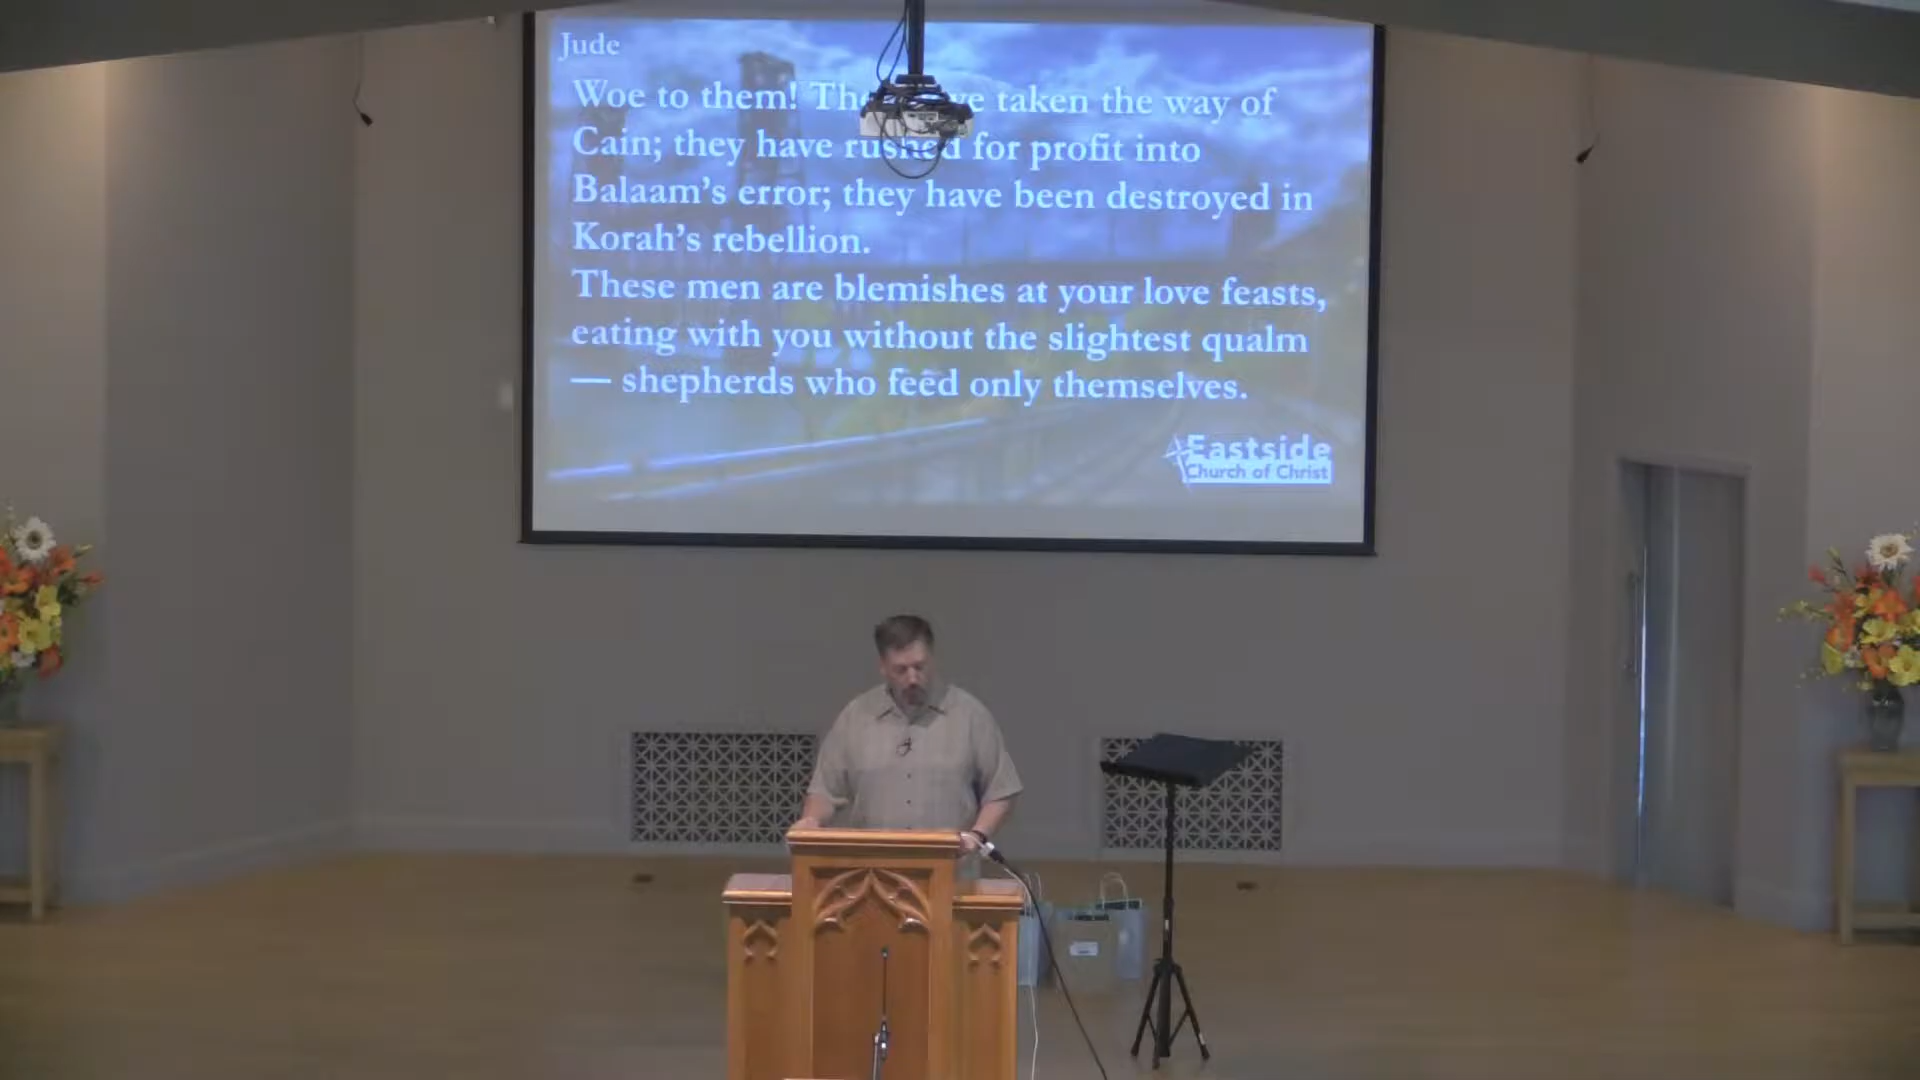 Jude
Woe to them! They have taken the way of
Cain; they have rushed for profit into
Balaam’s error; they have been destroyed in
Korah’s rebellion.
These men are blemishes at your love feasts,
eating with you without the slightest qualm
— shepherds who feed only themselves.
Eastside
Church of Christ